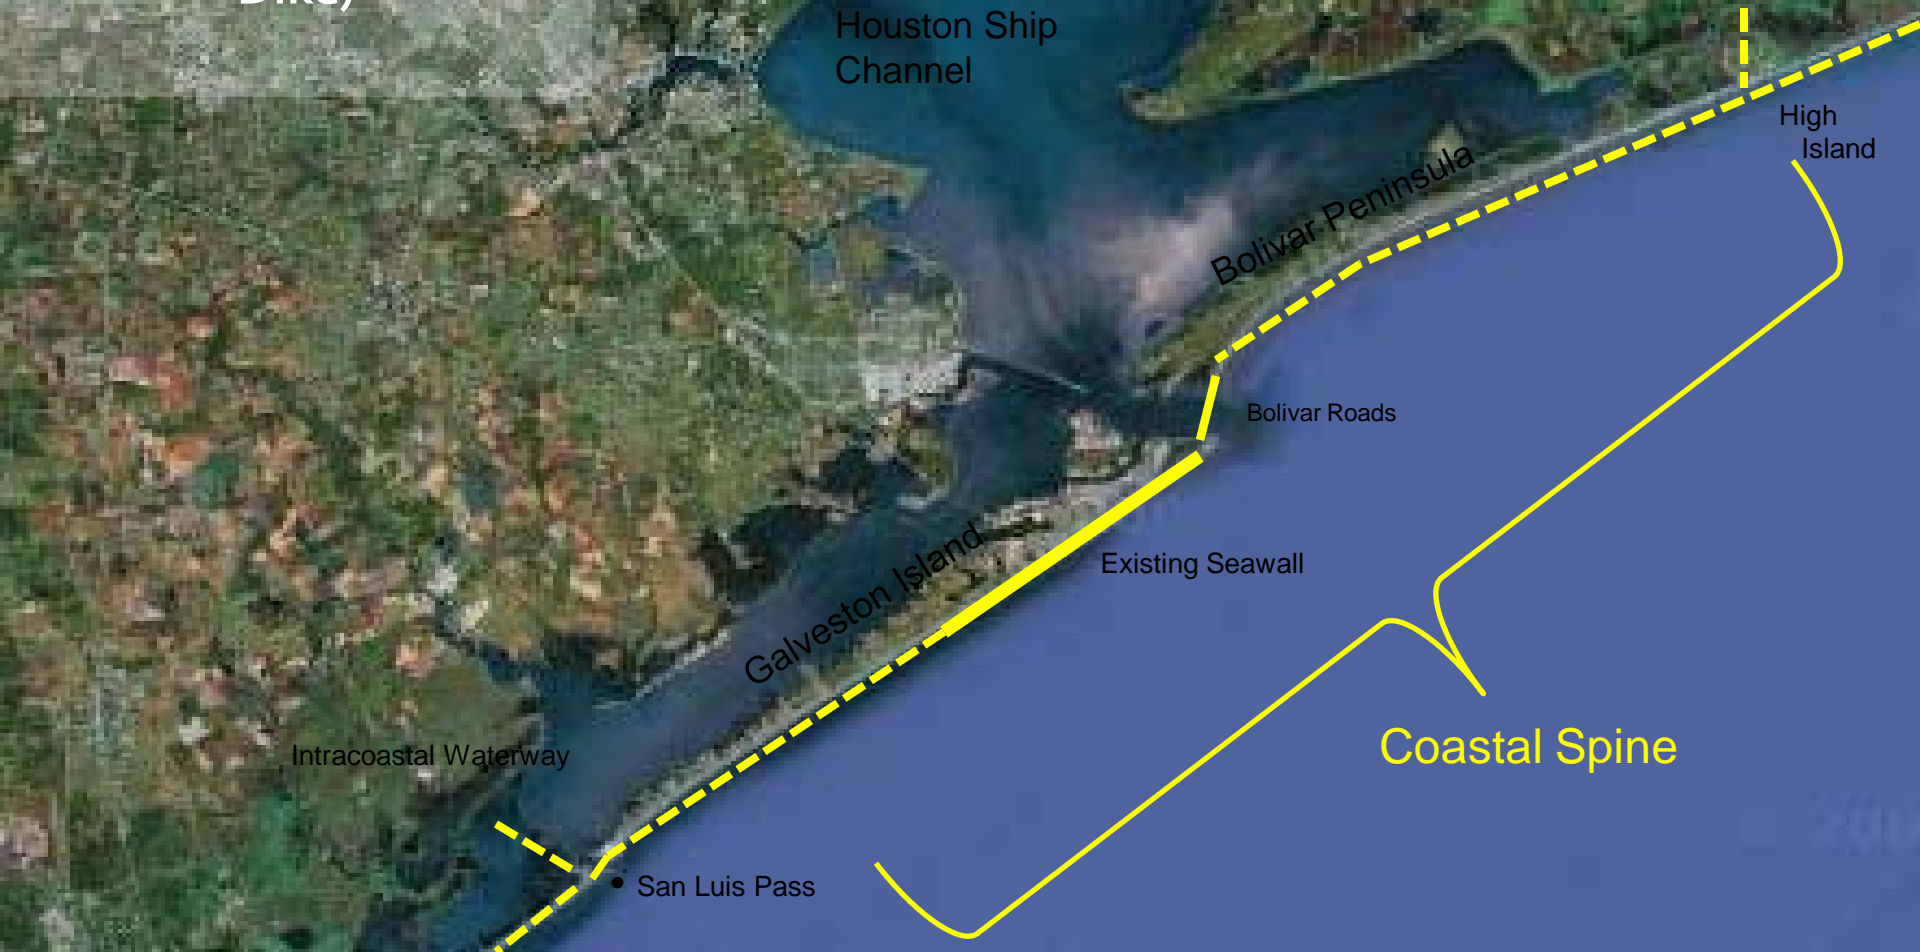 Dike)
Houston Ship
Channel
High
Island
Bolivar Peninsula
Bolivar Roads
Galveston Island
Existing Seawall
Coastal Spine
Intracoastal Waterway
San Luis Pass